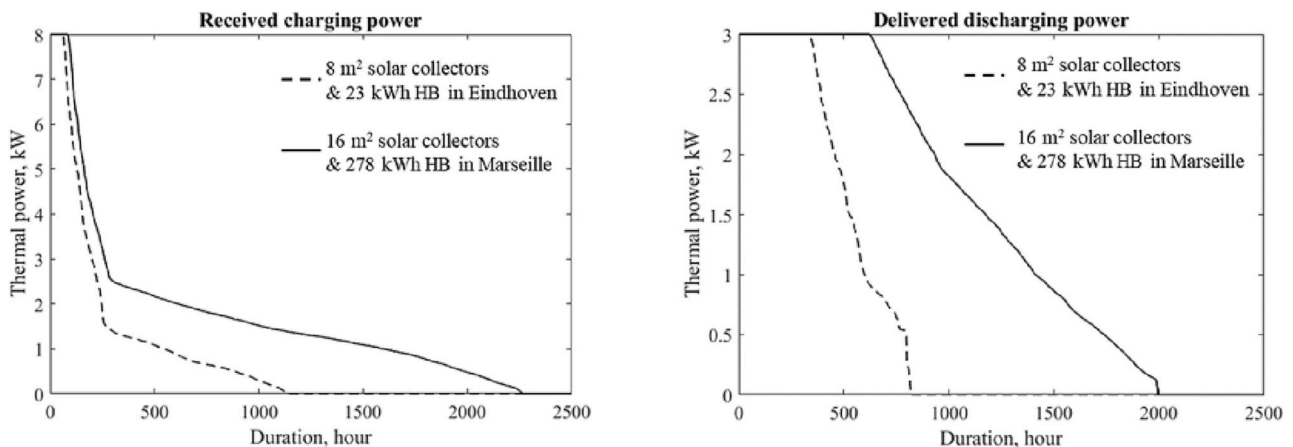 Received charging power
8
7
6
5
4
3
2
1
0
Thermal power, kW
8 m² solar collectors
& 23 kWh HB in Eindhoven
16 m² solar collectors
& 278 kWh HB in Marseille
0 500 1000 1500 2000 2500
Duration, hour
Delivered discharging power
3
2.5
2
1.5
1
0.5
0
Thermal power, kW
8 m² solar collectors
& 23 kWh HB in Eindhoven
16 m² solar collectors
& 278 kWh HB in Marseille
0 500 1000 1500 2000 2500
Duration, hour